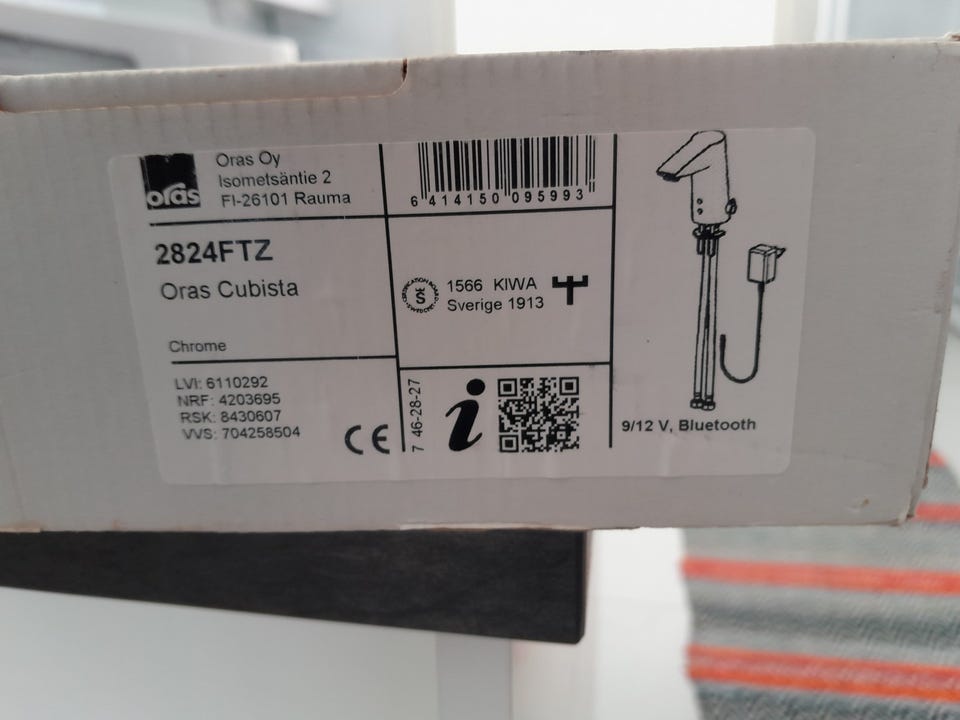 oras
Oras Oy
Isometsäntie 2
FI-26101 Rauma
2824FTZ
Oras Cubista
Chrome
LVI: 6110292
NRF: 4203695
RSK: 8430607
VVS: 704258504
CE
6 414150 095993
S
1566 KIWA
Sverige 1913
7 46-28-27
i
9/12 V, Bluetooth